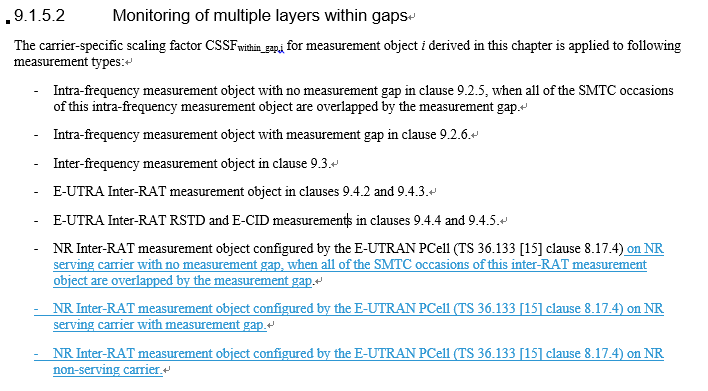 9.1.5.2 Monitoring of multiple layers within gaps
The carrier-specific scaling factor CSSFwithin_gap,i for measurement object i derived in this chapter is applied to following
measurement types:
- Intra-frequency measurement object with no measurement gap in clause 9.2.5, when all of the SMTC occasions
of this intra-frequency measurement object are overlapped by the measurement gap.
- Intra-frequency measurement object with measurement gap in clause 9.2.6.
- Inter-frequency measurement object in clause 9.3.
- E-UTRA Inter-RAT measurement object in clauses 9.4.2 and 9.4.3.
- E-UTRA Inter-RAT RSTD and E-CID measurements in clauses 9.4.4 and 9.4.5.
- NR Inter-RAT measurement object configured by the E-UTRAN PCell (TS 36.133 [15] clause 8.17.4) on NR
serving carrier with no measurement gap, when all of the SMTC occasions of this inter-RAT measurement
object are overlapped by the measurement gap.
- NR Inter-RAT measurement object configured by the E-UTRAN PCell (TS 36.133 [15] clause 8.17.4) on NR
serving carrier with measurement gap.
- NR Inter-RAT measurement object configured by the E-UTRAN PCell (TS 36.133 [15] clause 8.17.4) on NR
non-serving carrier.